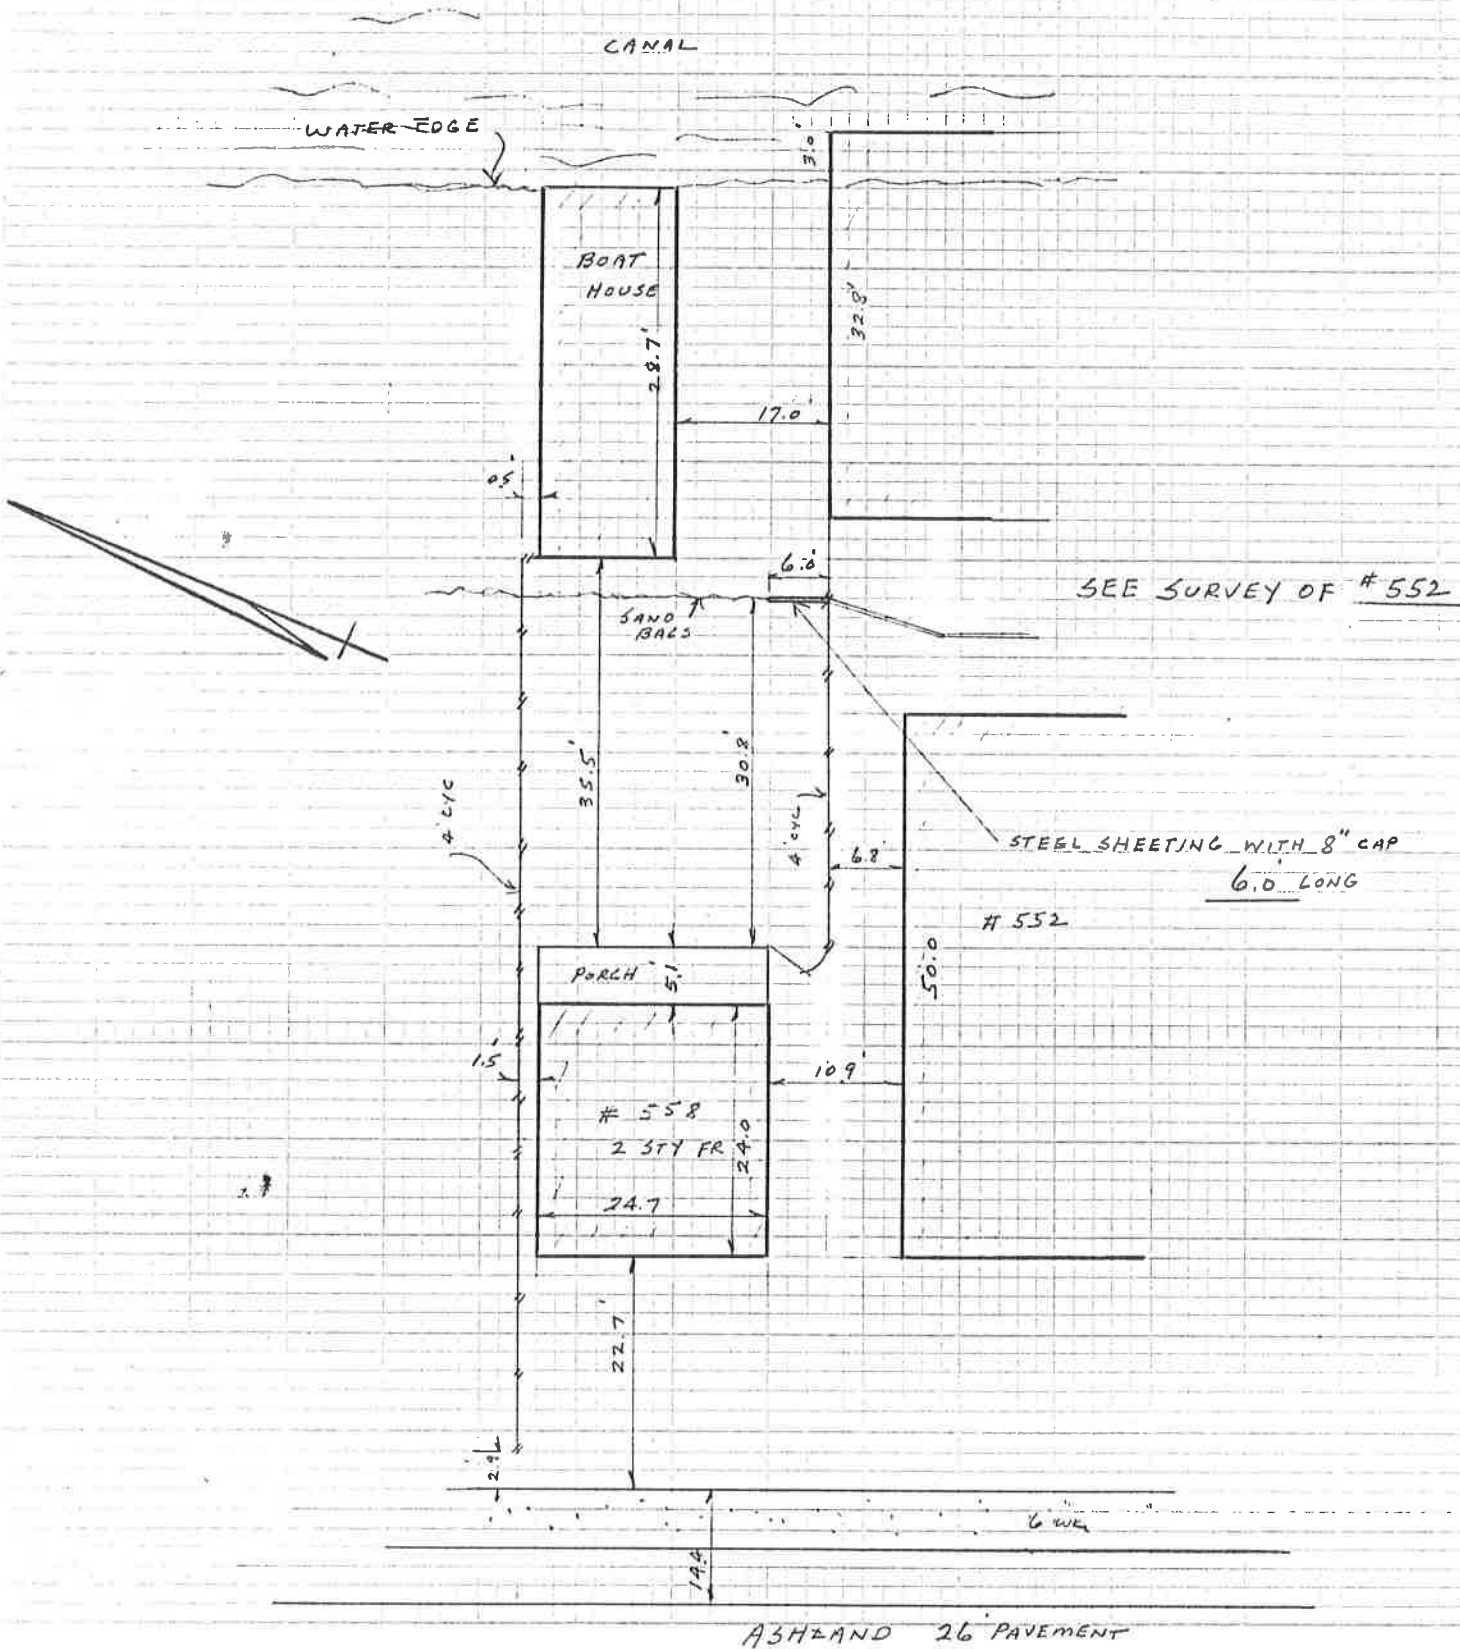 CANAL
WATER EDGE
3.0'
BOAT
HOUSE
28.7'
32.8'
17.0'
0.5'
6.0'
SEE SURVEY OF # 552
SAND
BAGS
35.5'
30.8'
4' CYC
4' CYC
6.8'
STEEL SHEETING WITH 8" CAP
6.0' LONG
# 552
PORCH
5.1'
50.0
1.5'
10.9'
# 558
2 STY FR
24.0
24.7
22.7'
2.9
6' WK
14.4
ASHLAND 26' PAVEMENT